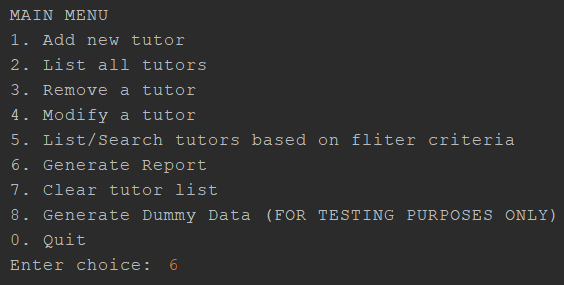 MAIN MENU
1. Add new tutor
2. List all tutors
3. Remove a tutor
4. Modify a tutor
5. List/Search tutors based on fliter criteria
6. Generate Report
7. Clear tutor list
8. Generate Dummy Data (FOR TESTING PURPOSES ONLY)
0. Quit
Enter choice: 6